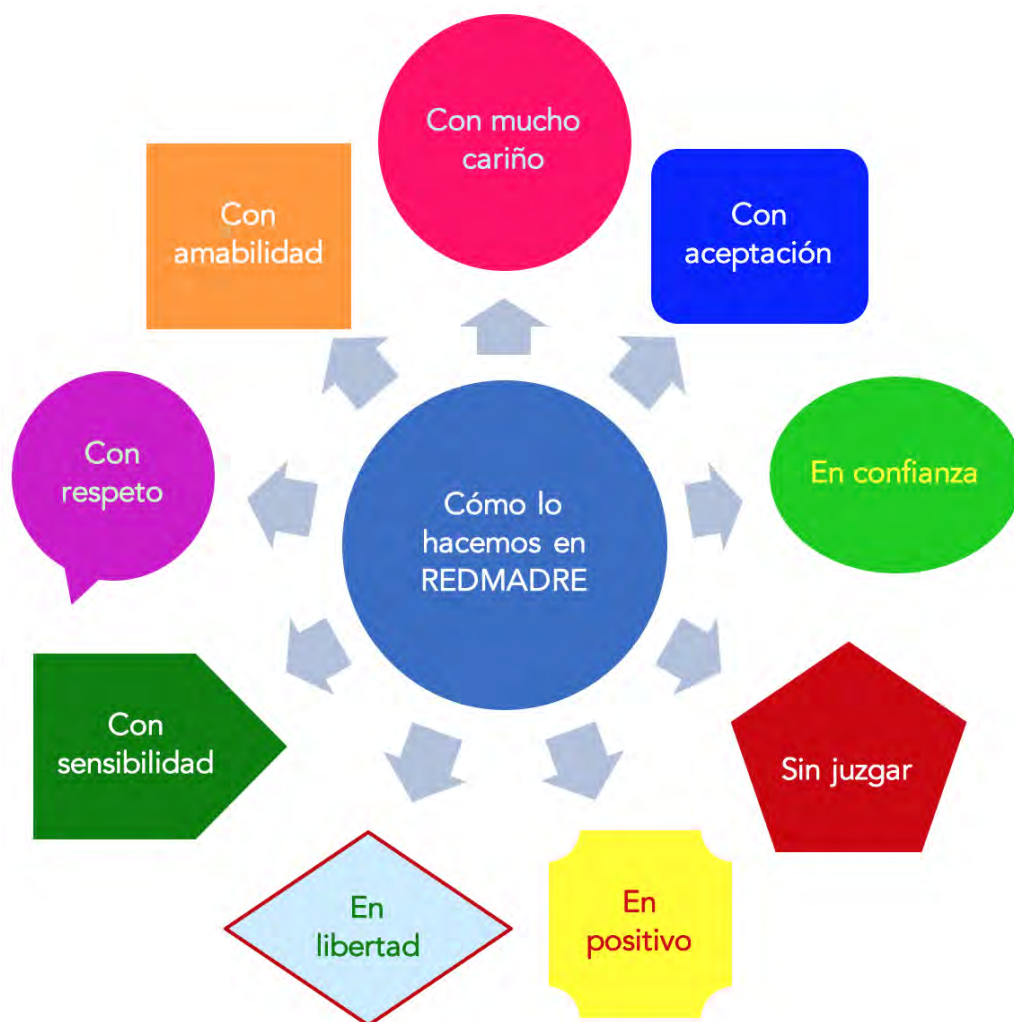 Con mucho
cariño
Con
amabilidad
Con
aceptación
Con
respeto
En confianza
Cómo lo
hacemos en
REDMADRE
Con
sensibilidad
Sin juzgar
En
libertad
En
positivo